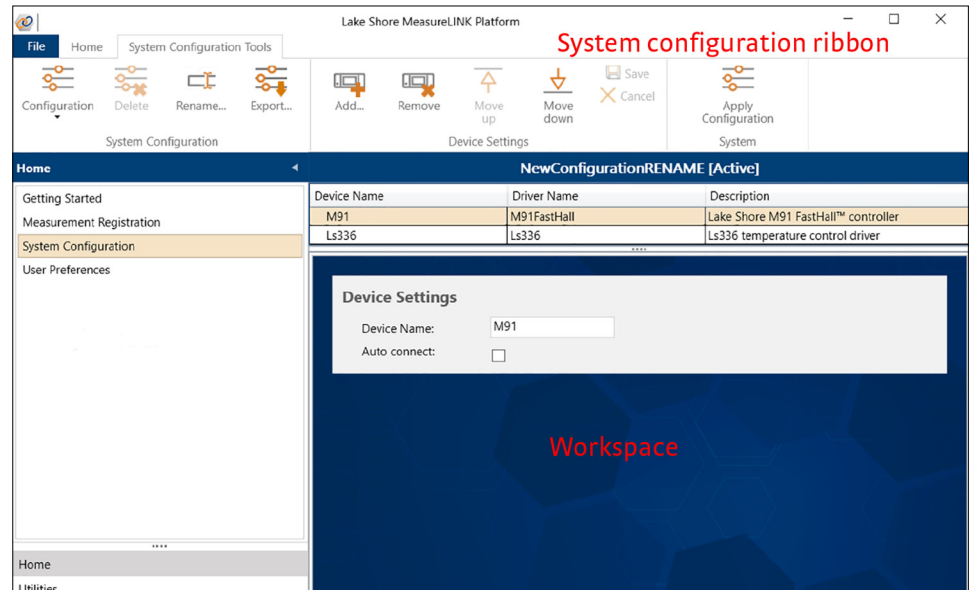 Lake Shore MeasureLINK Platform
File Home System Configuration Tools
System configuration ribbon
Configuration Delete Rename... Export... Add... Remove Move up Move down Save Cancel Apply Configuration
System Configuration Device Settings System
Home NewConfigurationRENAME [Active]
Getting Started
Measurement Registration
System Configuration
User Preferences
Device Name Driver Name Description
M91 M91FastHall Lake Shore M91 FastHall™ controller
Ls336 Ls336 Ls336 temperature control driver
Device Settings
Device Name: M91
Auto connect:
Workspace
Home
Utilities